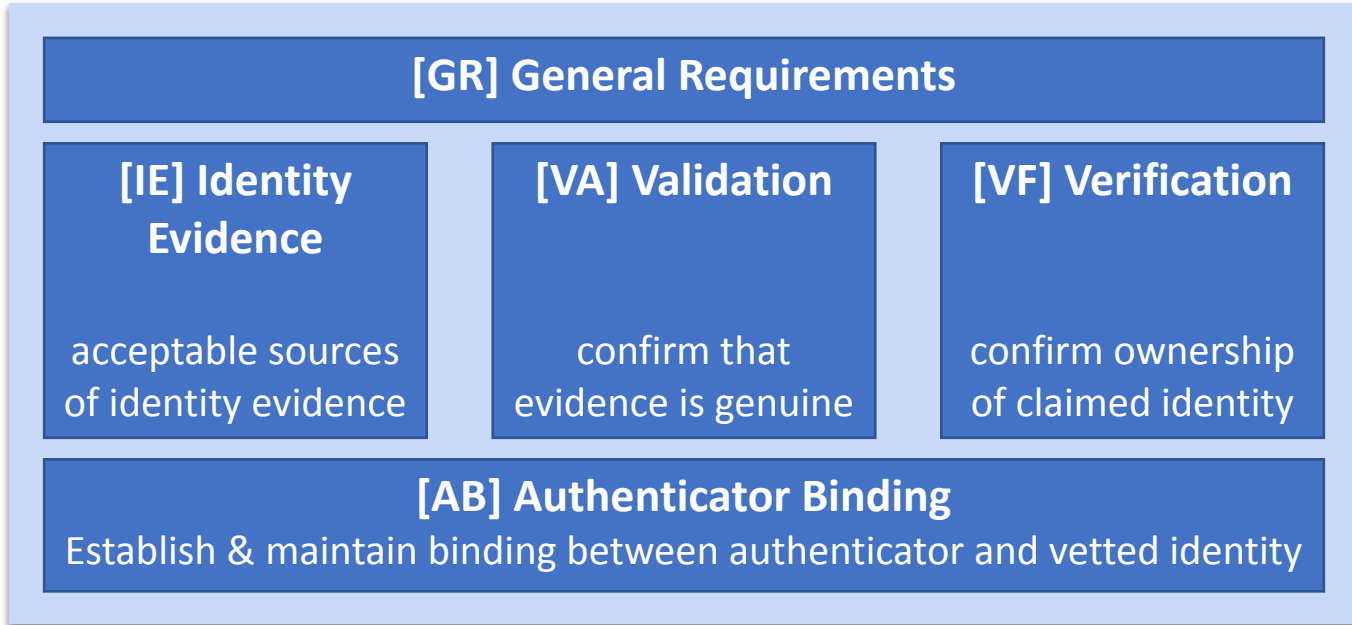 [GR] General Requirements
[IE] Identity
Evidence
acceptable sources
of identity evidence
[VA] Validation
confirm that
evidence is genuine
[VF] Verification
confirm ownership
of claimed identity
[AB] Authenticator Binding
Establish & maintain binding between authenticator and vetted identity